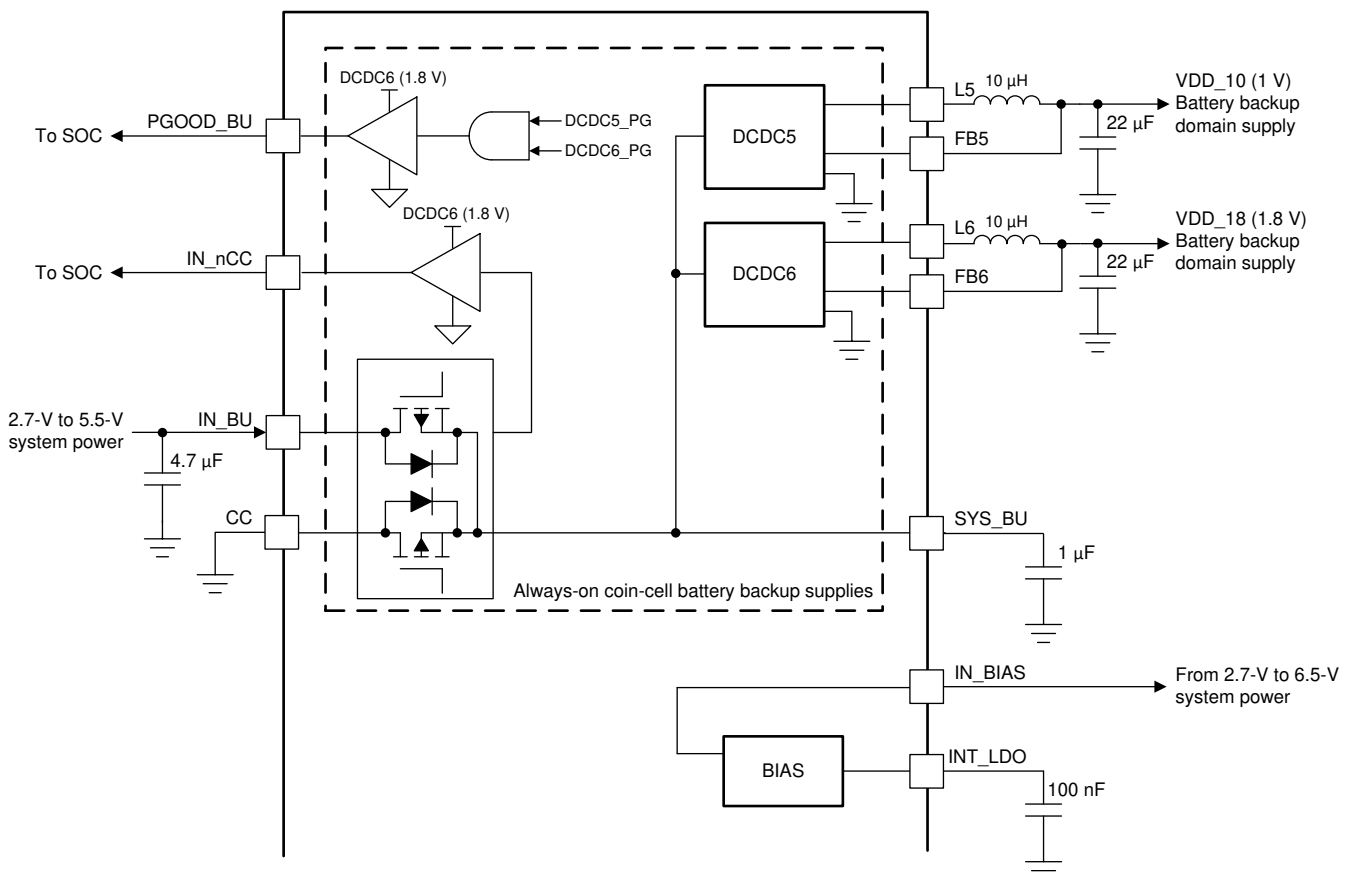 DCDC6 (1.8 V)
PGOOD_BU
To SOC
DCDC5_PG
DCDC6_PG
DCDC5
L5
10 µH
FB5
22 µF
VDD_10 (1 V)
Battery backup
domain supply
DCDC6 (1.8 V)
IN_nCC
To SOC
DCDC6
L6
10 µH
FB6
22 µF
VDD_18 (1.8 V)
Battery backup
domain supply
2.7-V to 5.5-V
system power
IN_BU
4.7 µF
CC
SYS_BU
1 µF
Always-on coin-cell battery backup supplies
IN_BIAS
From 2.7-V to 6.5-V
system power
BIAS
INT_LDO
100 nF